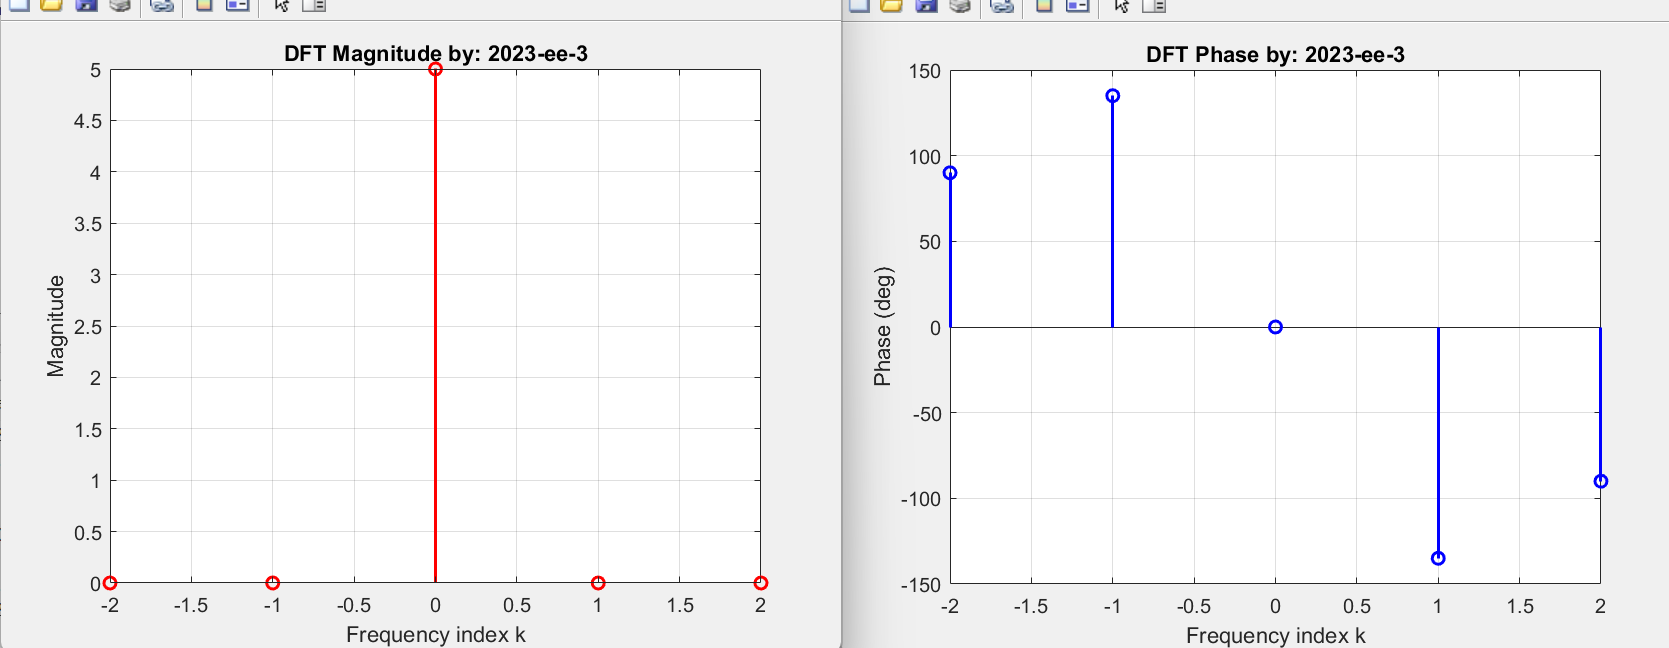 DFT Magnitude by: 2023-ee-3
5
4.5
4
3.5
3
2.5
2
1.5
1
0.5
0
Magnitude
-2 -1.5 -1 -0.5 0 0.5 1 1.5 2
Frequency index k
DFT Phase by: 2023-ee-3
150
100
50
0
-50
-100
-150
Phase (deg)
-2 -1.5 -1 -0.5 0 0.5 1 1.5 2
Frequency index k